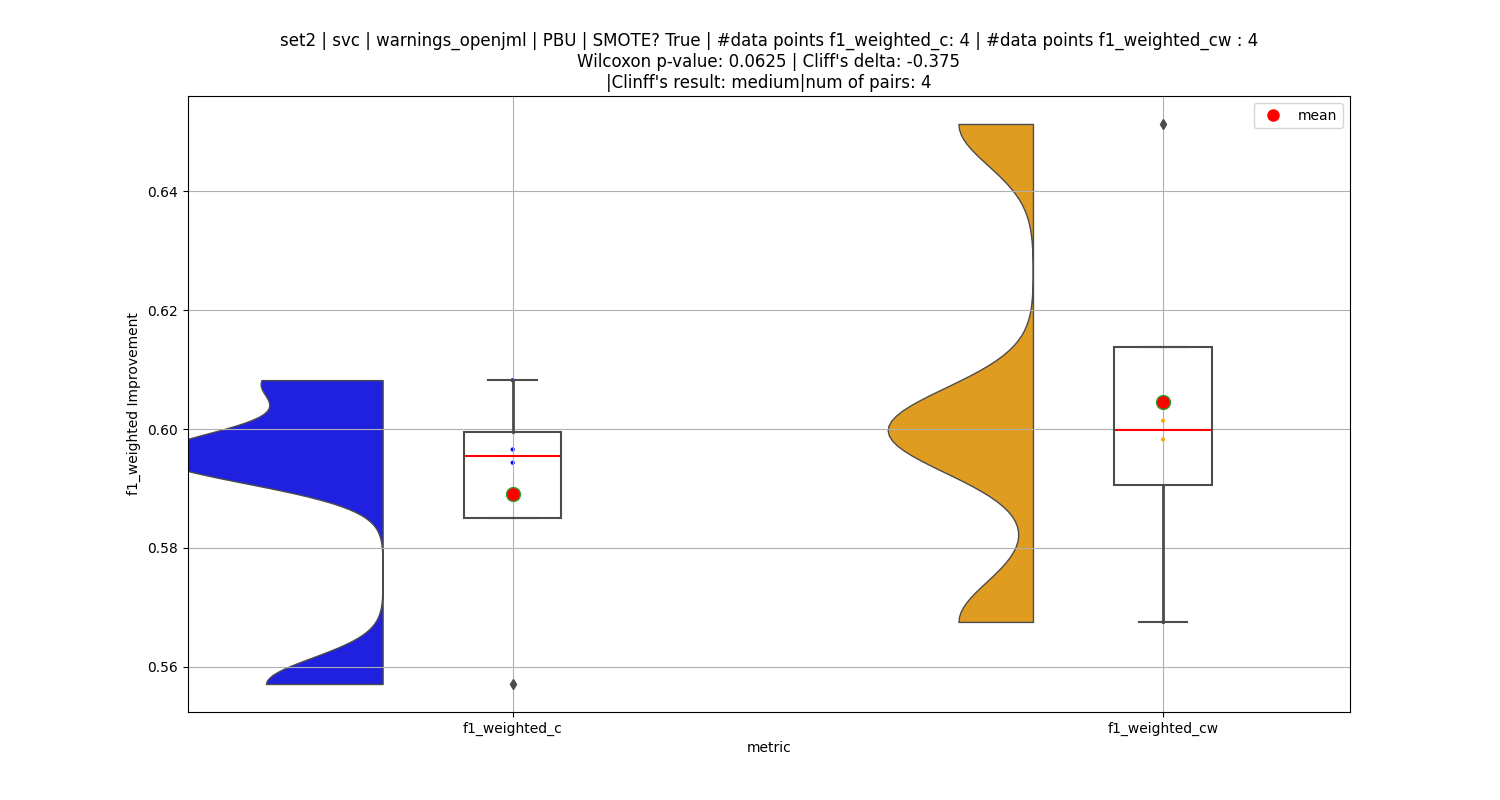 set2 | svc | warnings_openjml | PBU | SMOTE? True | #data points f1_weighted_c: 4 | #data points f1_weighted_cw : 4
Wilcoxon p-value: 0.0625 | Cliff's delta: -0.375
|Clinff's result: medium|num of pairs: 4
mean
0.64
0.62
0.60
0.58
0.56
f1_weighted Improvement
f1_weighted_c
f1_weighted_cw
metric